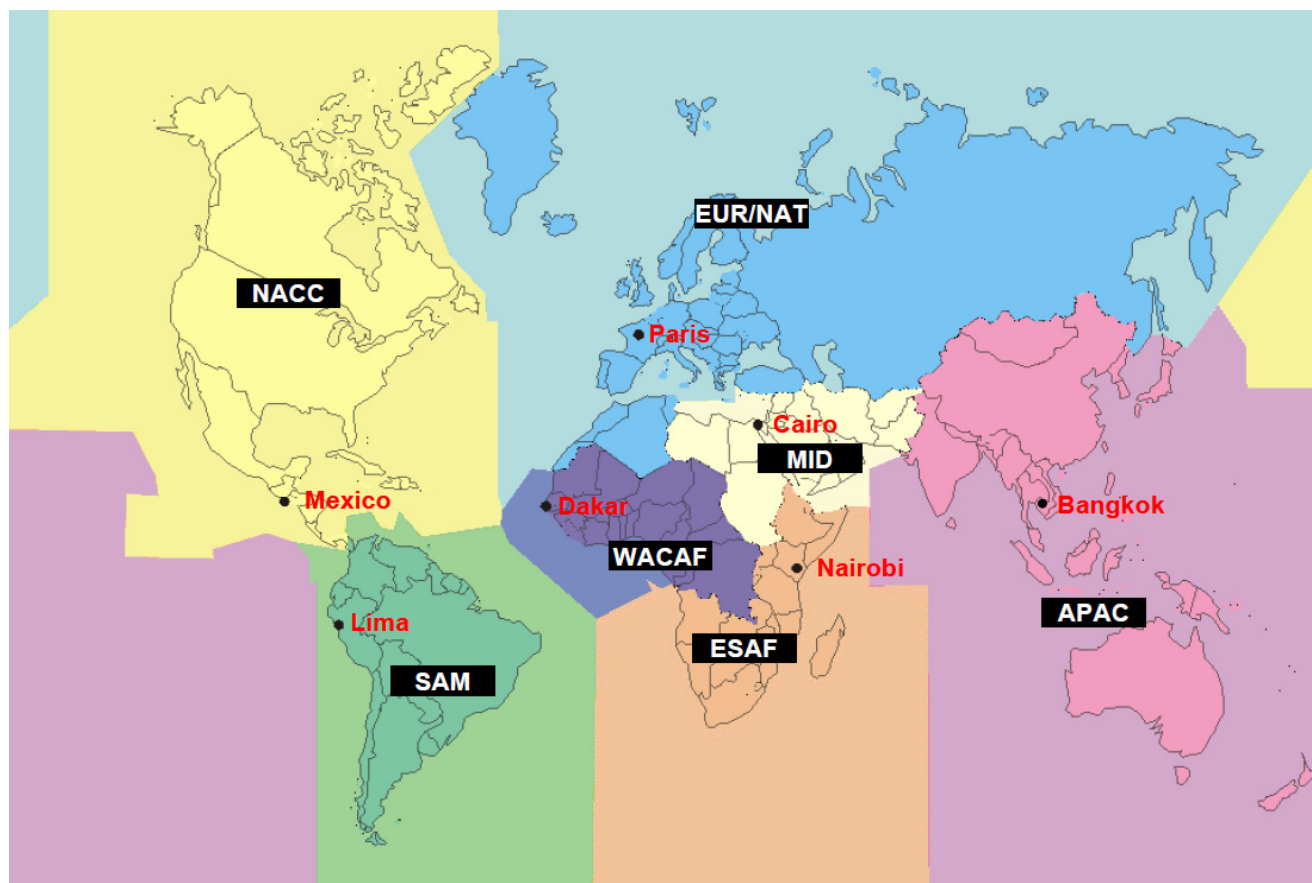 EUR/NAT
NACC
Paris
Cairo
MID
Mexico
Dakar
Bangkok
WACAF
Nairobi
APAC
Lima
ESAF
SAM